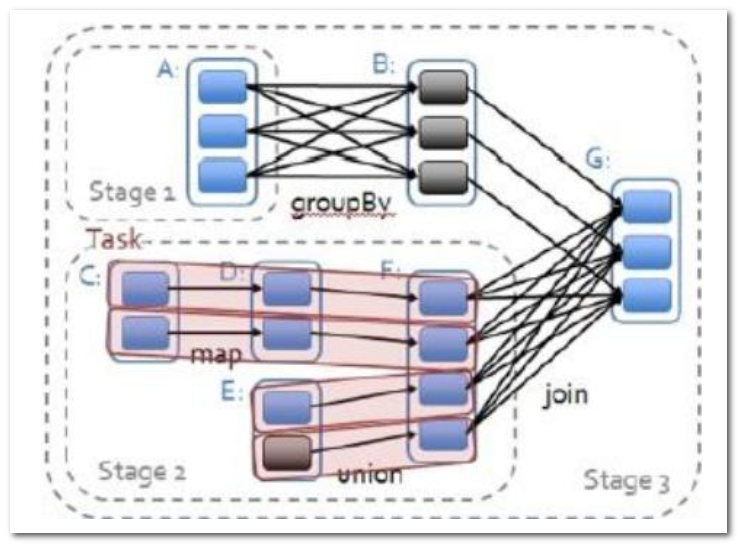 A:
B:
G:
Stage 1
groupBy
Task
C:
D:
F:
map
E:
join
Stage 2
union
Stage 3